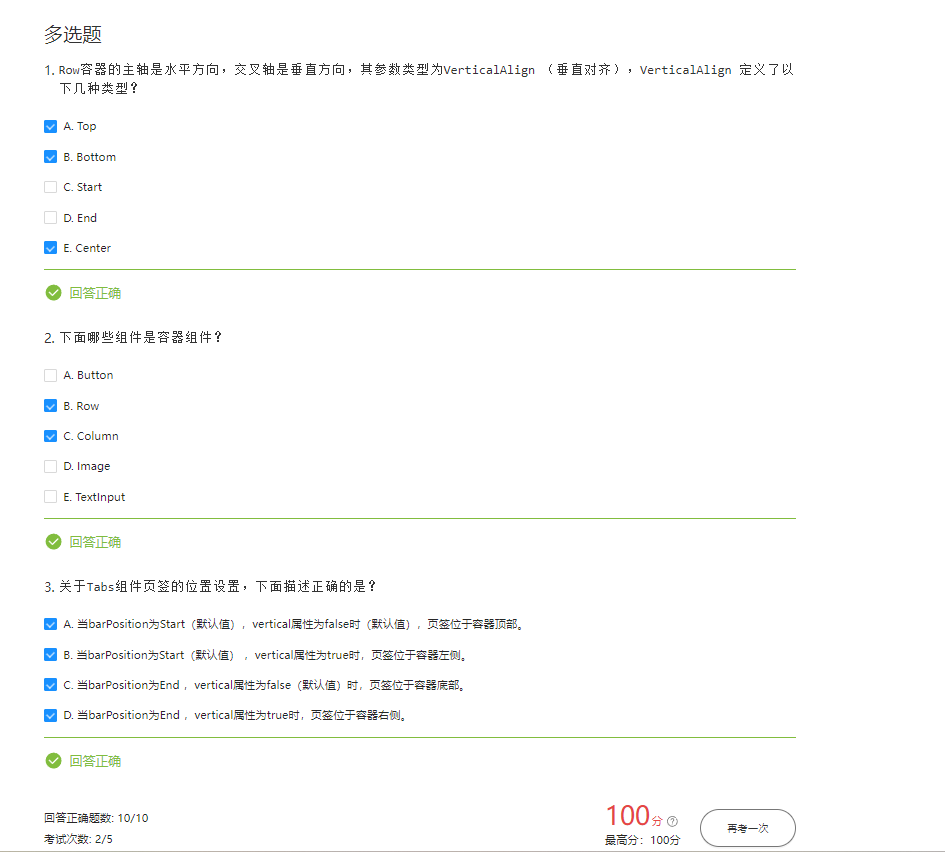 多选题
1. Row容器的主轴是水平方向，交叉轴是垂直方向，其参数类型为VerticalAlign （垂直对齐），VerticalAlign 定义了以
下几种类型？
A. Top
B. Bottom
C. Start
D. End
E. Center
回答正确
2. 下面哪些组件是容器组件？
A. Button
B. Row
C. Column
D. Image
E. TextInput
回答正确
3. 关于Tabs组件页签的位置设置，下面描述正确的是？
A. 当barPosition为Start（默认值），vertical属性为false时（默认值），页签位于容器顶部。
B. 当barPosition为Start（默认值） ，vertical属性为true时，页签位于容器左侧。
C. 当barPosition为End ，vertical属性为false（默认值）时，页签位于容器底部。
D. 当barPosition为End ，vertical属性为true时，页签位于容器右侧。
回答正确
回答正确题数: 10/10
考试次数: 2/5
100分 ?
最高分： 100分
再考一次